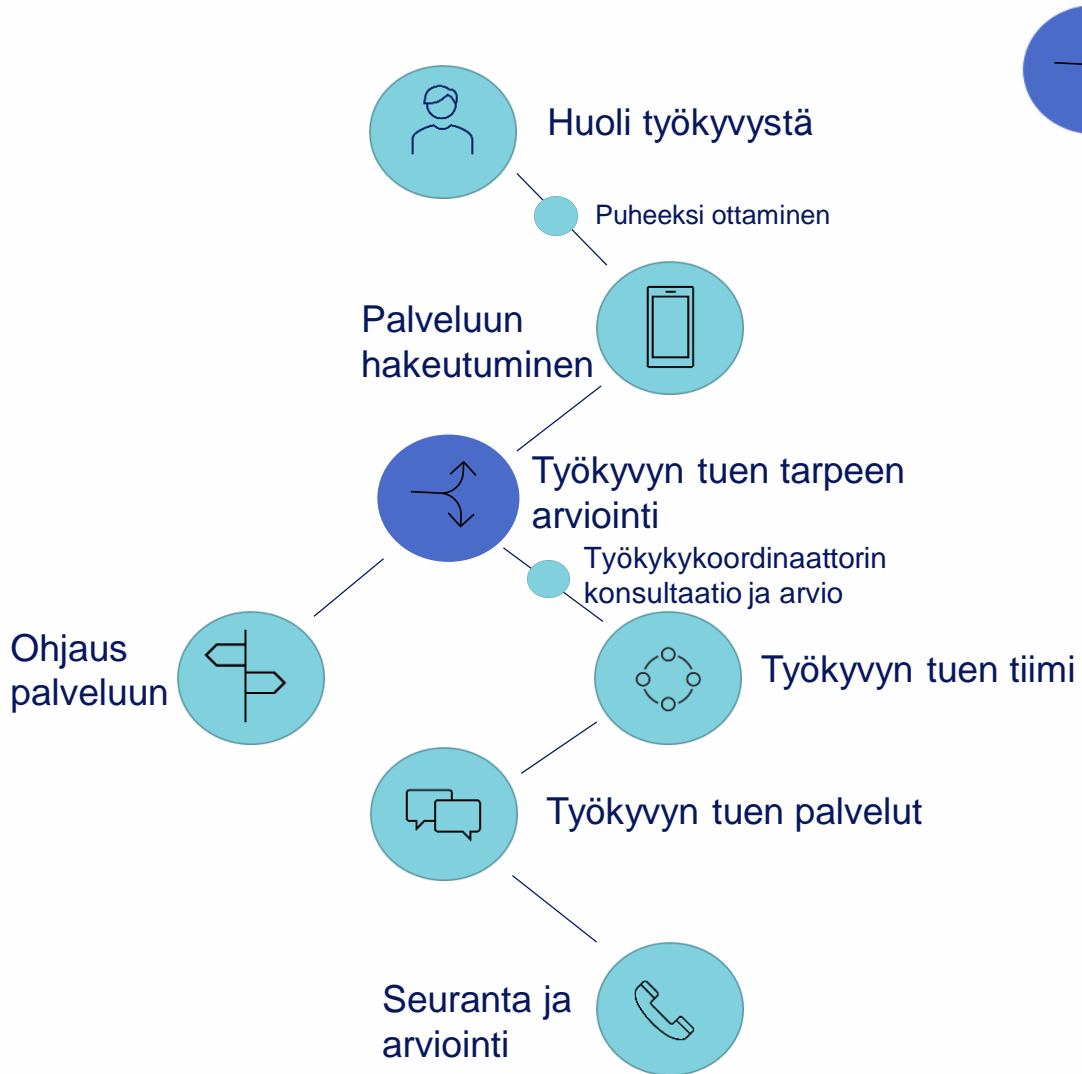 Huoli työkyvystä
Puheeksi ottaminen
Palveluun
hakeutuminen
Työkyvyn tuen tarpeen
arviointi
Työkykykoordinaattorin
konsultaatio ja arvio
Ohjaus
palveluun
Työkyvyn tuen tiimi
Työkyvyn tuen palvelut
Seuranta ja
arviointi